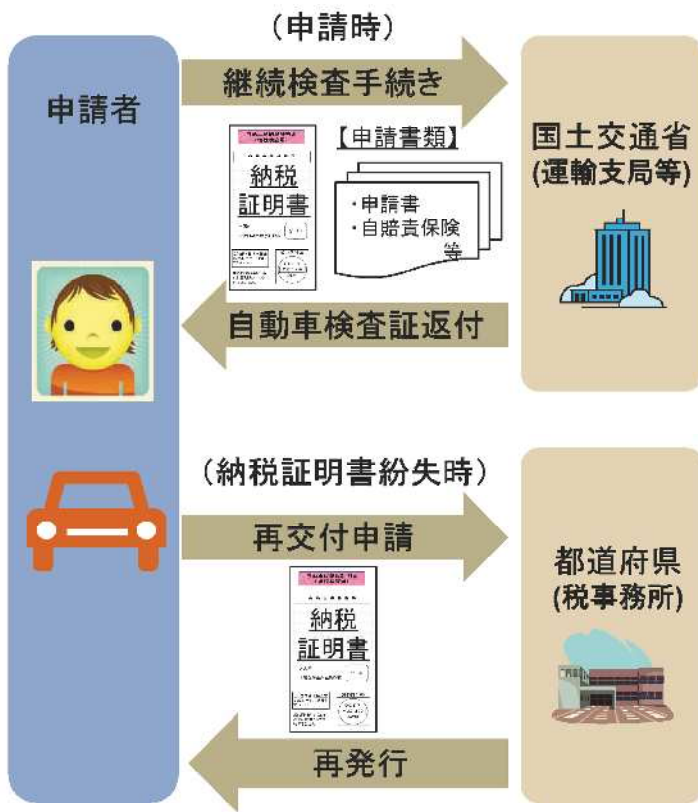 (申請時)
申請者
継続検査手続き
国土交通省
(運輸支局等)
納税
証明書
【申請書類】
・申請書
・自賠責保険
等
自動車検査証返付
(納税証明書紛失時)
再交付申請
都道府県
(税事務所)
納税
証明書
再発行